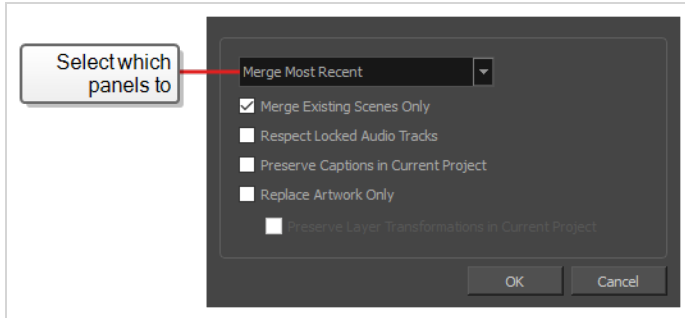 Select which
panels to
Merge Most Recent
Merge Existing Scenes Only
Respect Locked Audio Tracks
Preserve Captions in Current Project
Replace Artwork Only
Preserve Layer Transformations in Current Project
OK Cancel